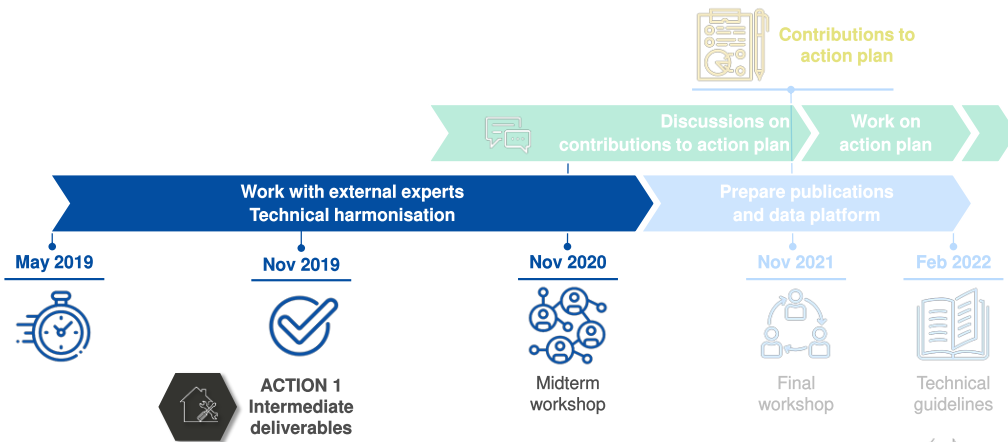 Contributions to
action plan
Discussions on
contributions to action plan
Work on
action plan
Work with external experts
Technical harmonisation
Prepare publications
and data platform
May 2019
Nov 2019
Nov 2020
Nov 2021
Feb 2022
ACTION 1
Intermediate
deliverables
Midterm
workshop
Final
workshop
Technical
guidelines